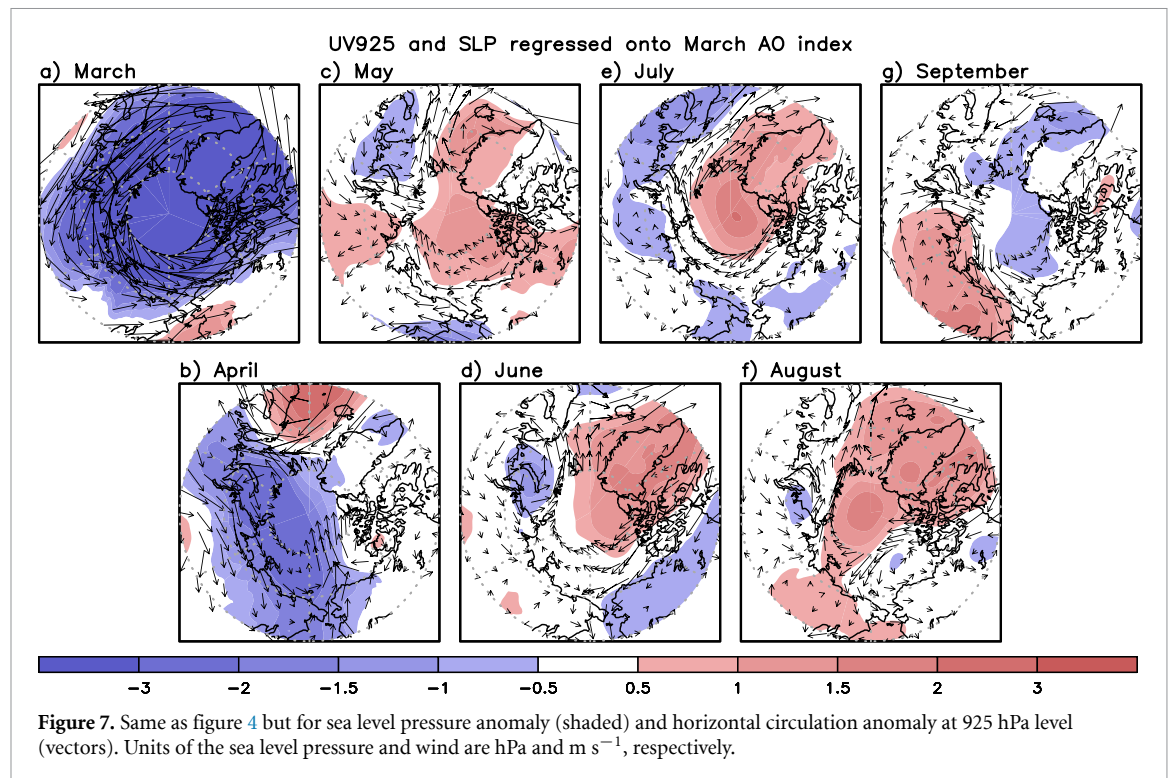 UV925 and SLP regressed onto March AO index
a) March
c) May
e) July
g) September
b) April
d) June
f) August
−3 −2 −1.5 −1 −0.5 0.5 1 1.5 2 3
Figure 7. Same as figure 4 but for sea level pressure anomaly (shaded) and horizontal circulation anomaly at 925 hPa level
(vectors). Units of the sea level pressure and wind are hPa and m s−1, respectively.